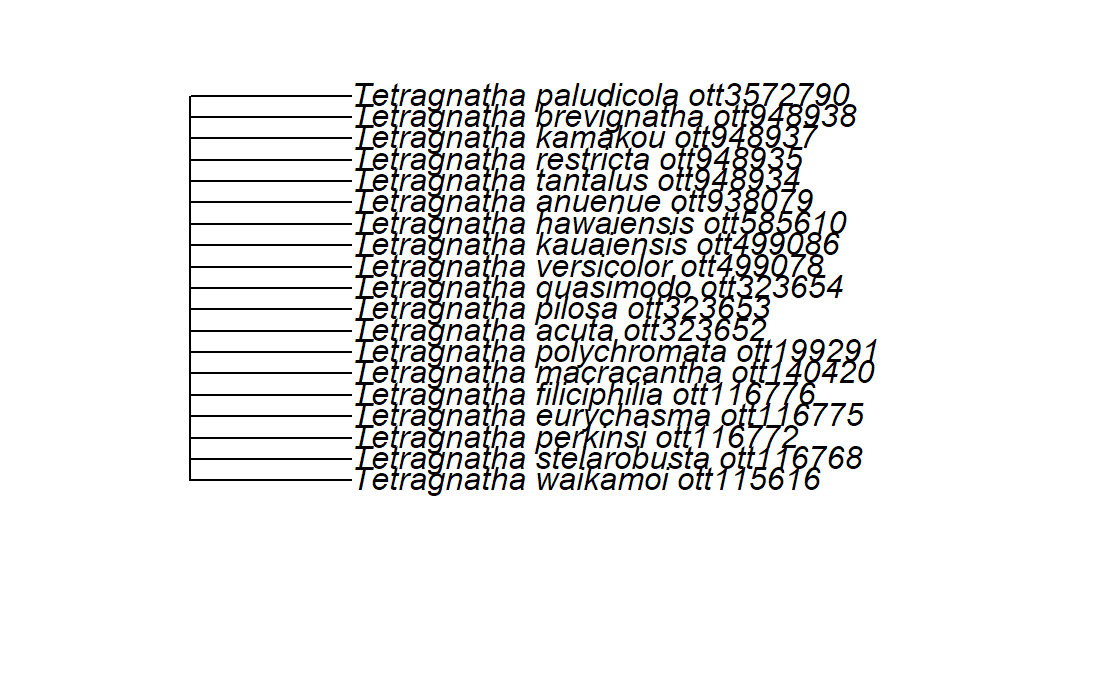 Tetragnatha paludicola ott3572790
Tetragnatha brevignatha ott948938
Tetragnatha kamakou ott948937
Tetragnatha restricta ott948935
Tetragnatha tantalus ott948934
Tetragnatha anuenue ott938079
Tetragnatha hawaiensis ott585610
Tetragnatha kauaiensis ott499086
Tetragnatha versicolor ott499078
Tetragnatha quasimodo ott323654
Tetragnatha pilosa ott323653
Tetragnatha acuta ott323652
Tetragnatha polychromata ott199291
Tetragnatha macracantha ott140420
Tetragnatha filiciphilia ott116776
Tetragnatha eurychasma ott116775
Tetragnatha perkinsi ott116772
Tetragnatha stelarobusta ott116768
Tetragnatha waikamoi ott115616